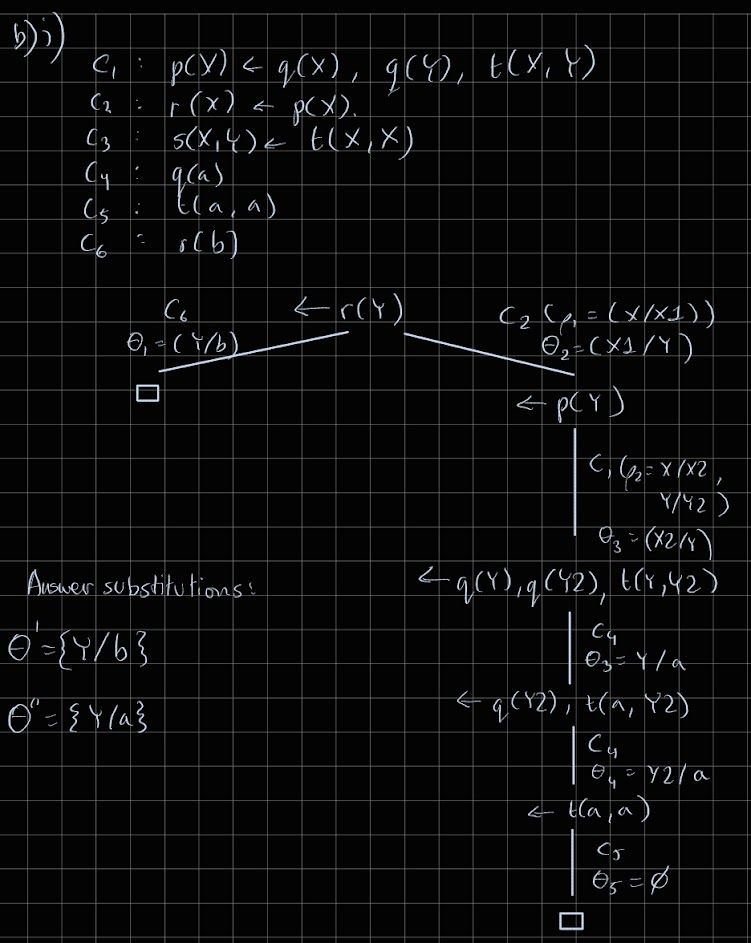 b)i)
C₁ : p(X) ← q(X), q(Y), t(X, Y)
C₂ : r(X) ← p(X).
C₃ : s(X,Y) ← t(X,X)
C₄ : q(a)
C₅ : t(a,a)
C₆ : r(b)
C₆ ← r(Y) C₂ (ρ₁ = (X/X1))
θ₁ = (Y/b) θ₂ = (X1/Y)
← p(Y)
C₁ (ρ₂ = X/X2,
Y/Y2)
θ₃ = (X2/Y)
Answer substitutions: ← q(Y), q(Y2), t(Y,Y2)
C₄
θ' = {Y/b} θ₃ = Y/a
θ'' = {Y/a} ← q(Y2), t(a, Y2)
C₄
θ₄ = Y2/a
← t(a,a)
C₅
θ₅ = ∅